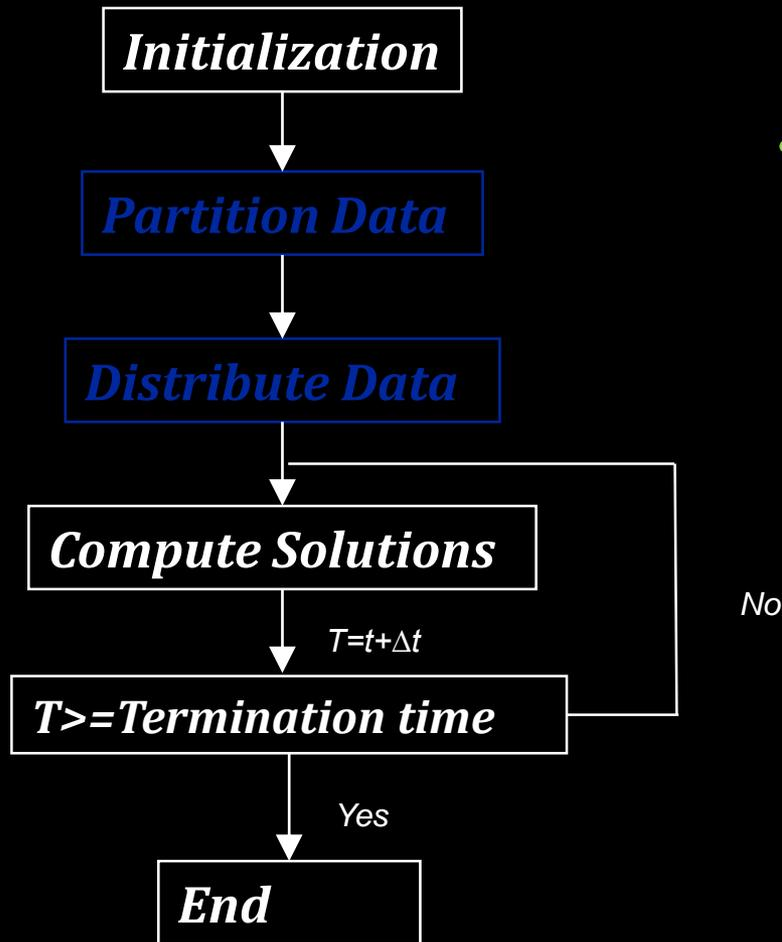 Initialization
Partition Data
Distribute Data
Compute Solutions
No
T=t+Δt
T>=Termination time
Yes
End